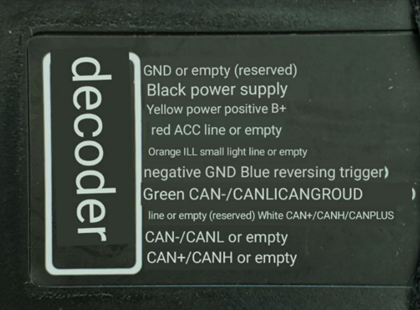 decoder
GND or empty (reserved)
Black power supply
Yellow power positive B+
red ACC line or empty
Orange ILL small light line or empty
negative GND Blue reversing trigger)
Green CAN-/CANLICANGROUD )
line or empty (reserved) White CAN+/CANH/CANPLUS
CAN-/CANL or empty
CAN+/CANH or empty